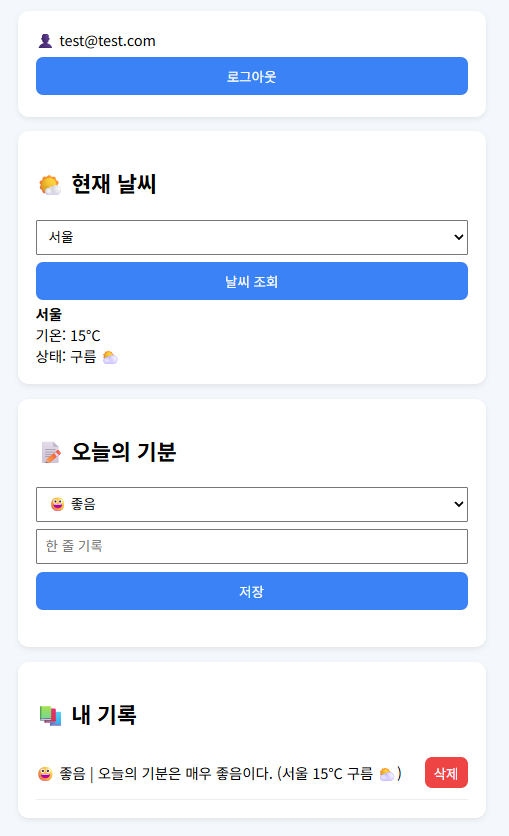 👤 test@test.com
로그아웃
🌤️ 현재 날씨
서울
날씨 조회
서울
기온: 15°C
상태: 구름 🌥️
📝 오늘의 기분
😀 좋음
한 줄 기록
저장
📚 내 기록
😀 좋음 | 오늘의 기분은 매우 좋음이다. (서울 15°C 구름 🌥️) 삭제